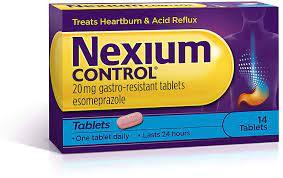 Treats Heartburn & Acid Reflux
Nexium
CONTROL®
20mg gastro-resistant tablets
esomeprazole
Tablets
• One tablet daily • Lasts 24 hours
14
Tablets